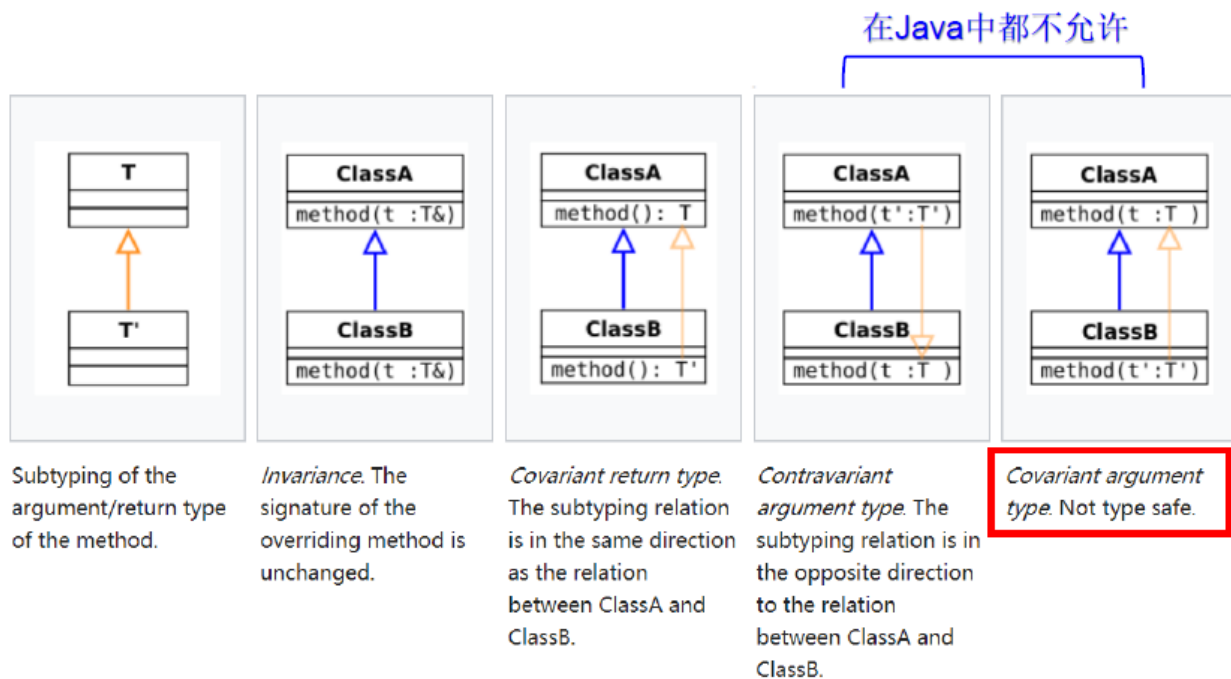 在Java中都不允许
T
T'
ClassA
method(t :T&)
ClassB
method(t :T&)
ClassA
method(): T
ClassB
method(): T'
ClassA
method(t':T')
ClassB
method(t :T )
ClassA
method(t :T )
ClassB
method(t':T')
Subtyping of the
argument/return type
of the method.
Invariance. The
signature of the
overriding method is
unchanged.
Covariant return type.
The subtyping relation
is in the same direction
as the relation
between ClassA and
ClassB.
Contravariant
argument type. The
subtyping relation is in
the opposite direction
to the relation
between ClassA and
ClassB.
Covariant argument
type. Not type safe.